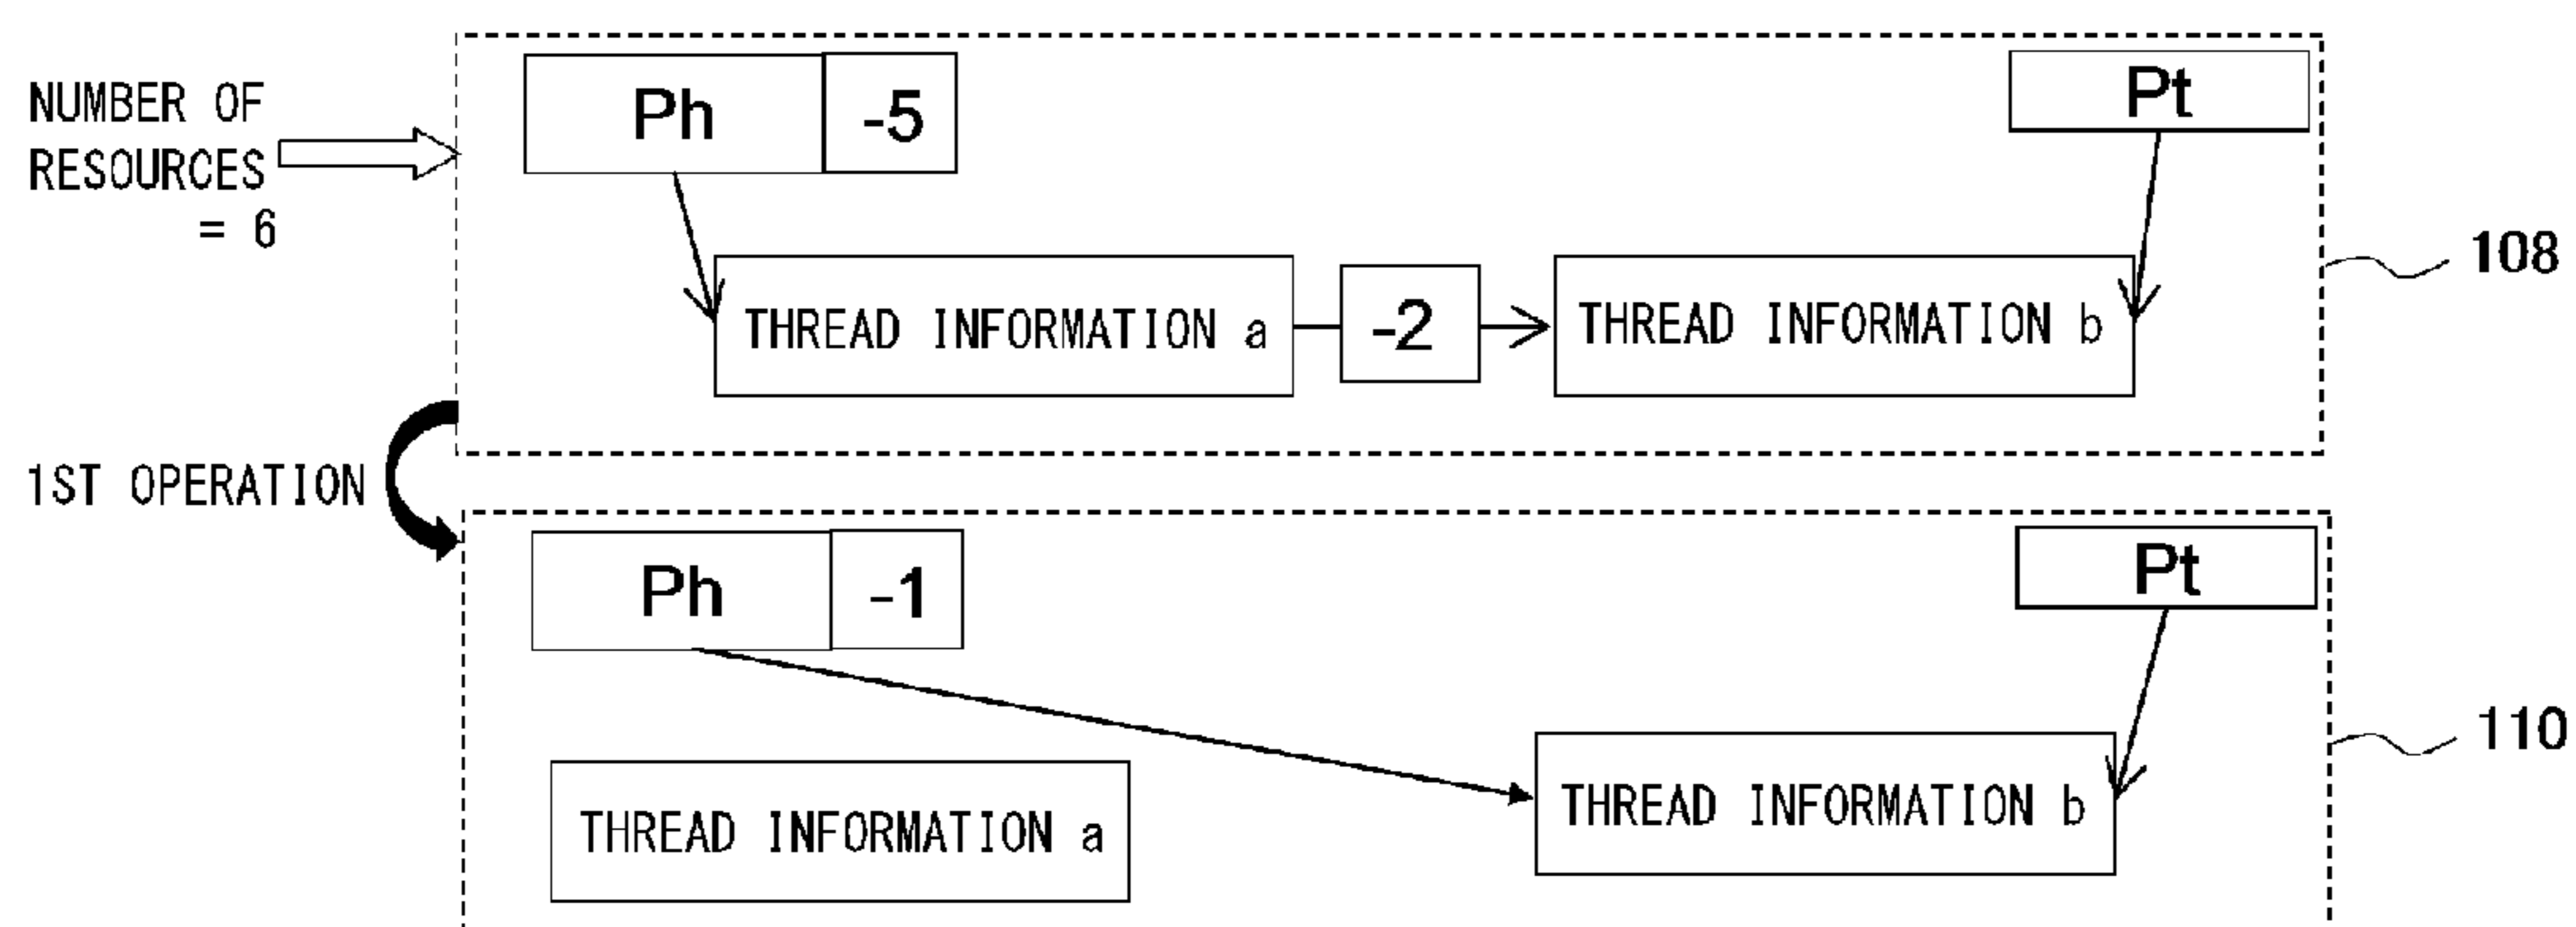 NUMBER OF
RESOURCES
= 6
Ph -5
Pt
THREAD INFORMATION a
-2
THREAD INFORMATION b
108
1ST OPERATION
Ph -1
Pt
THREAD INFORMATION a
THREAD INFORMATION b
110